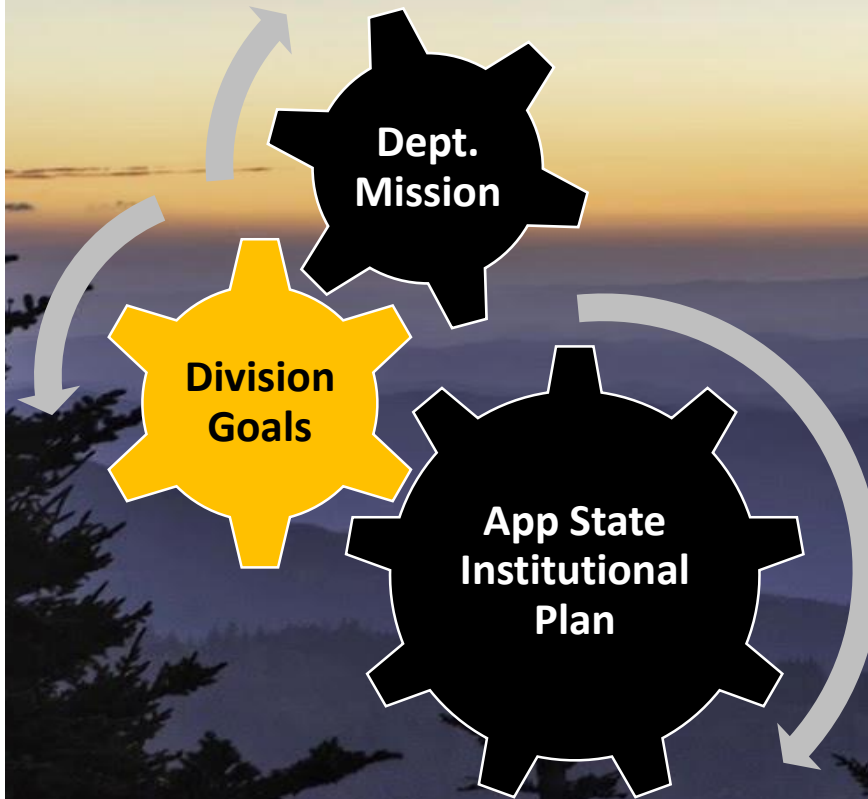 Dept.
Mission
Division
Goals
App State
Institutional
Plan